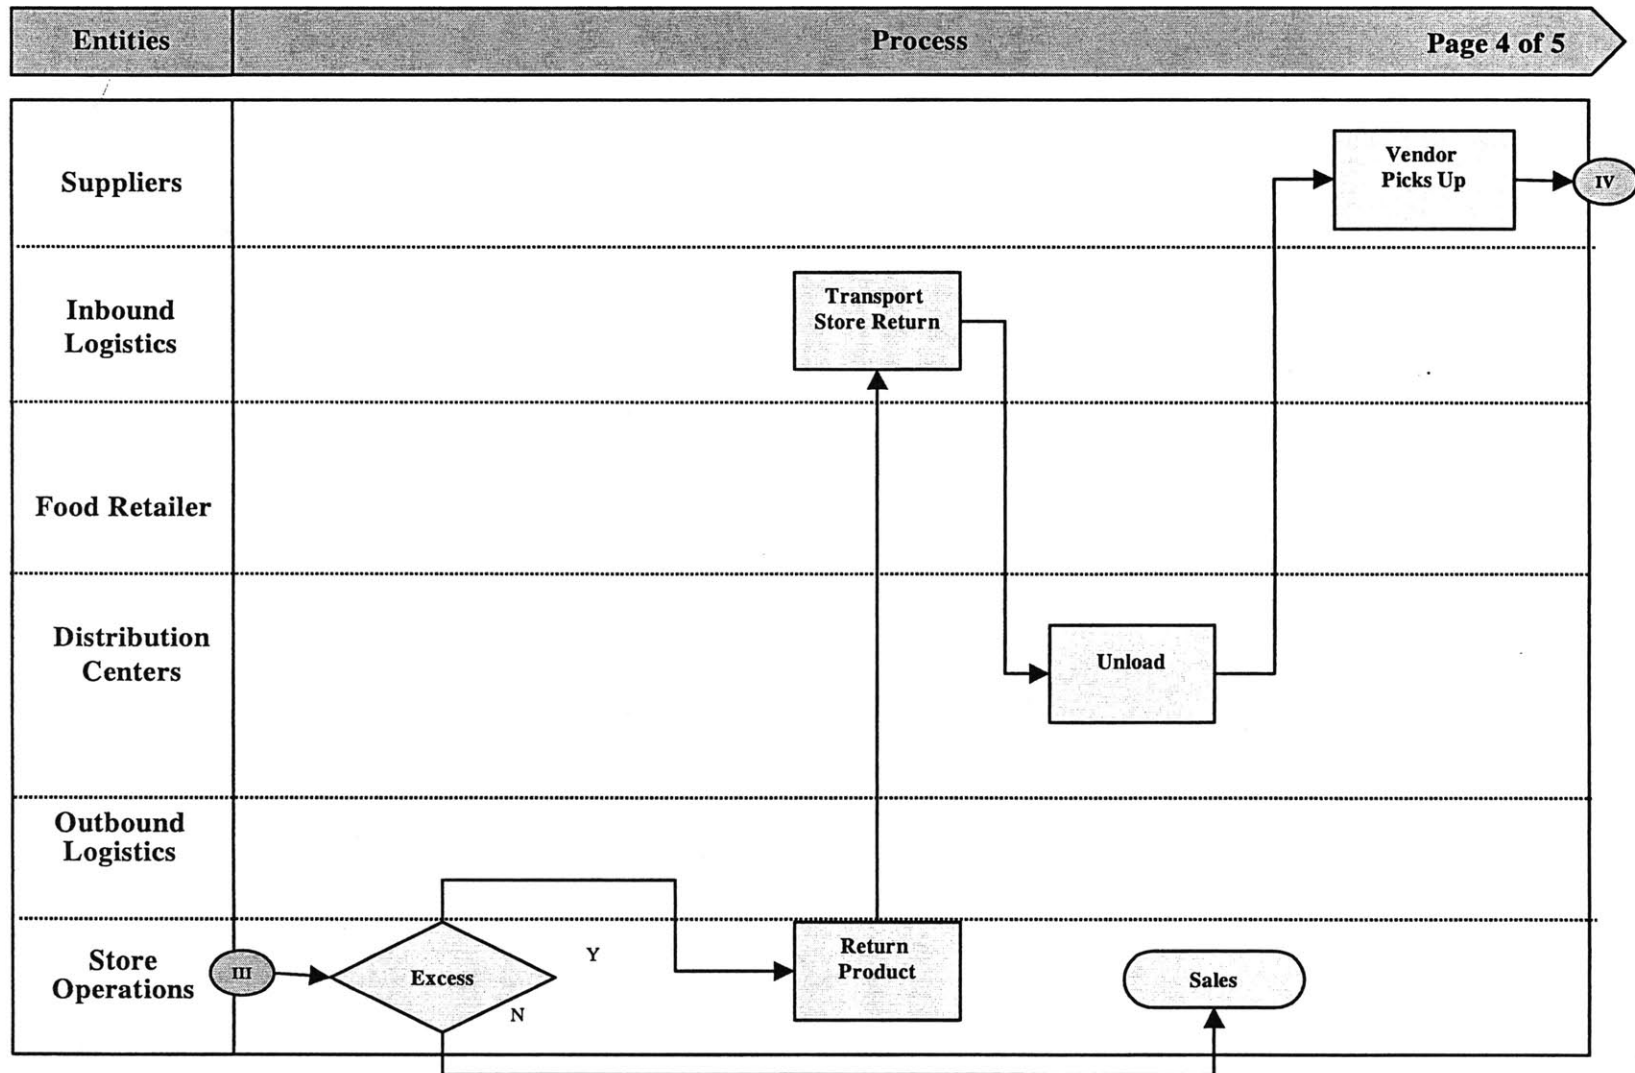 Entities
Process
Page 4 of 5
Suppliers
Vendor
Picks Up
IV
Inbound
Logistics
Transport
Store Return
Food Retailer
Distribution
Centers
Unload
Outbound
Logistics
Store
Operations
III
Excess
Y
N
Return
Product
Sales